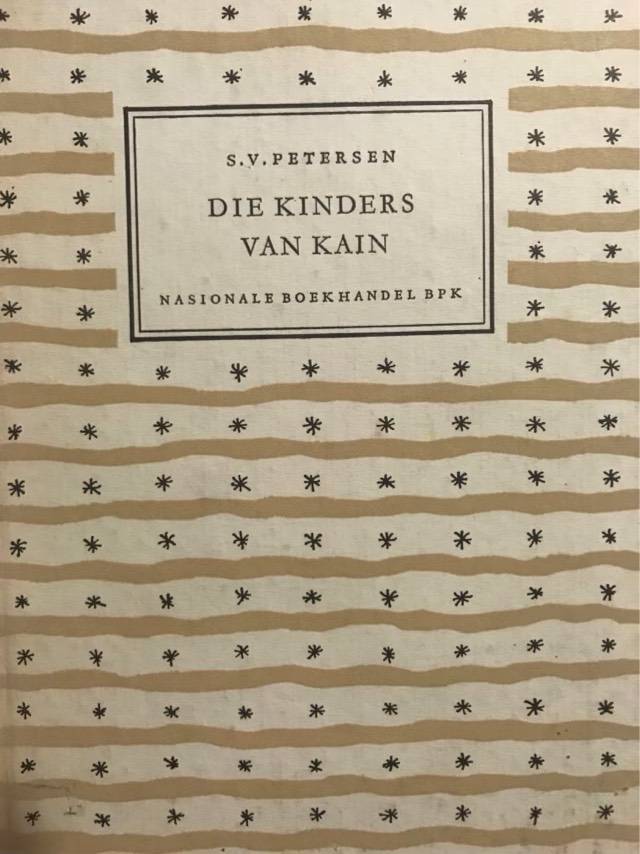 S.V. PETERSEN
DIE KINDERS
VAN KAIN
NASIONALE BOEKHANDEL BPK